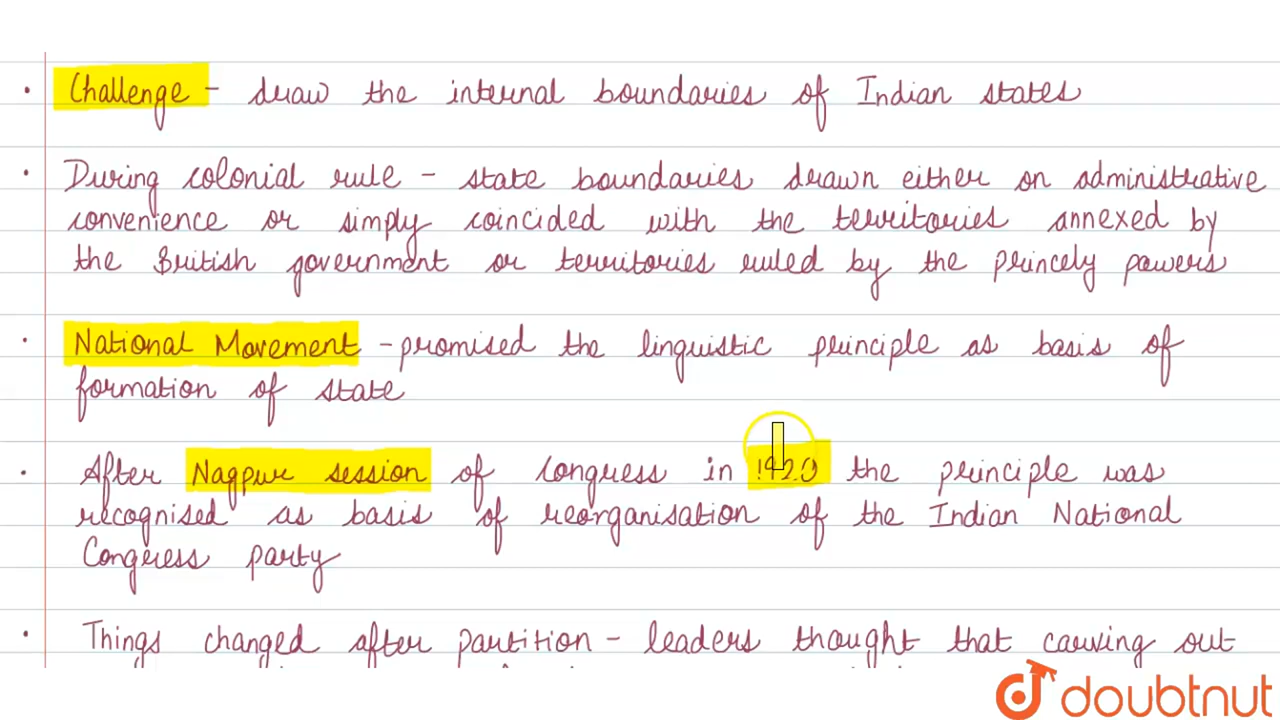 • Challenge - draw the internal boundaries of Indian states
• During colonial rule - state boundaries drawn either on administrative
convenience or simply coincided with the territories annexed by
the British government or territories ruled by the princely powers
• National Movement - promised the linguistic principle as basis of
formation of state
• After Nagpur session of congress in 1920 the principle was
recognised as basis of reorganisation of the Indian National
Congress party
• Things changed after partition - leaders thought that carving out
doubtnut